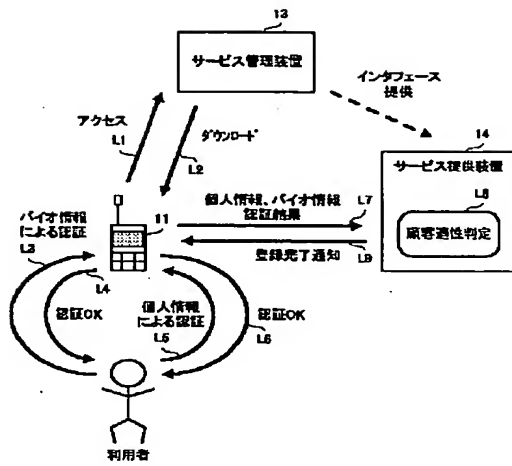 13
サービス管理装置
インタフェース
提供
アクセス
L1
ダウンロード
L2
14
サービス提供装置
L8
顧客適性判定
個人情報、バイオ情報
認証結果
L7
登録完了通知
L9
11
バイオ情報
による認証
L3
L4
認証OK
個人情報
による認証
L5
認証OK
L6
利用者